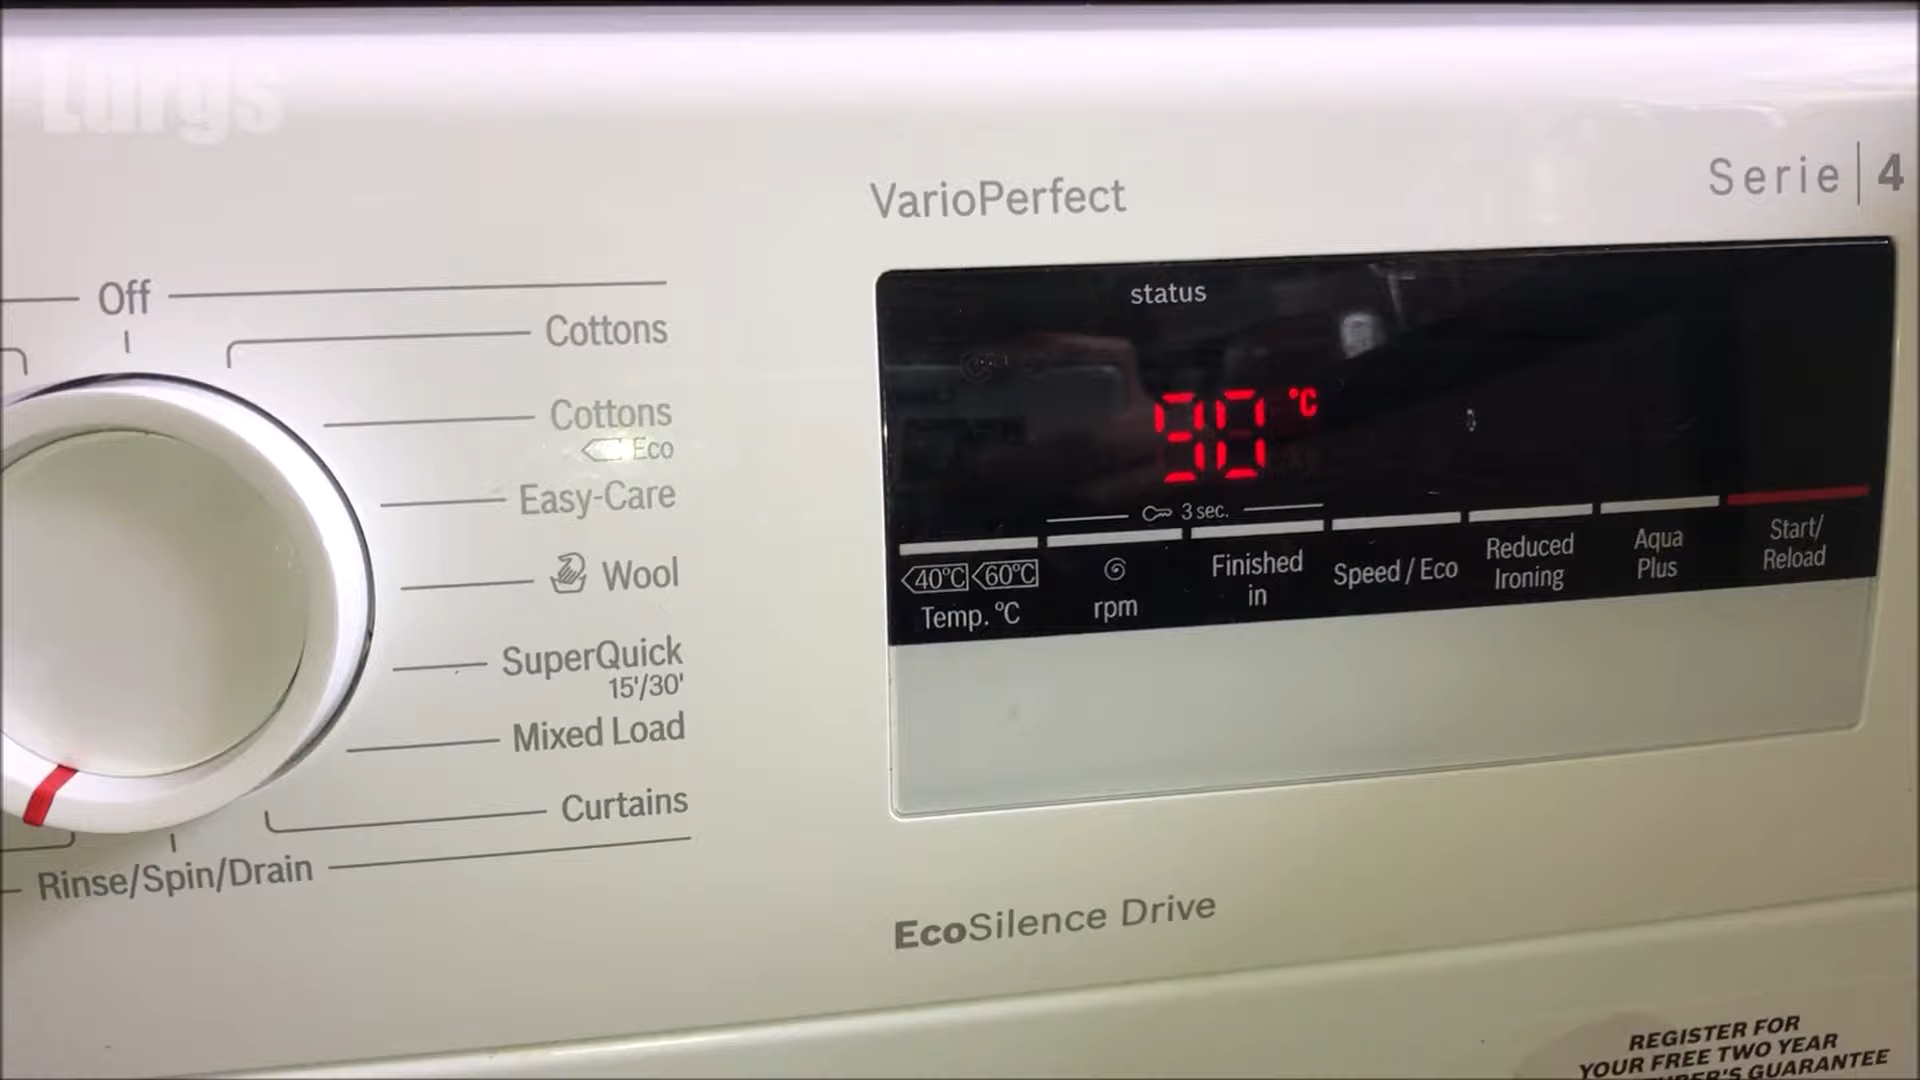 Lurgs
VarioPerfect
Serie | 4
Off
Cottons
Cottons
Eco
Easy-Care
Wool
SuperQuick
15'/30'
Mixed Load
Curtains
Rinse/Spin/Drain
status
90 °C
3 sec.
40°C 60°C
Temp. °C
rpm
Finished
in
Speed / Eco
Reduced
Ironing
Aqua
Plus
Start/
Reload
EcoSilence Drive
REGISTER FOR
YOUR FREE TWO YEAR
GUARANTEE